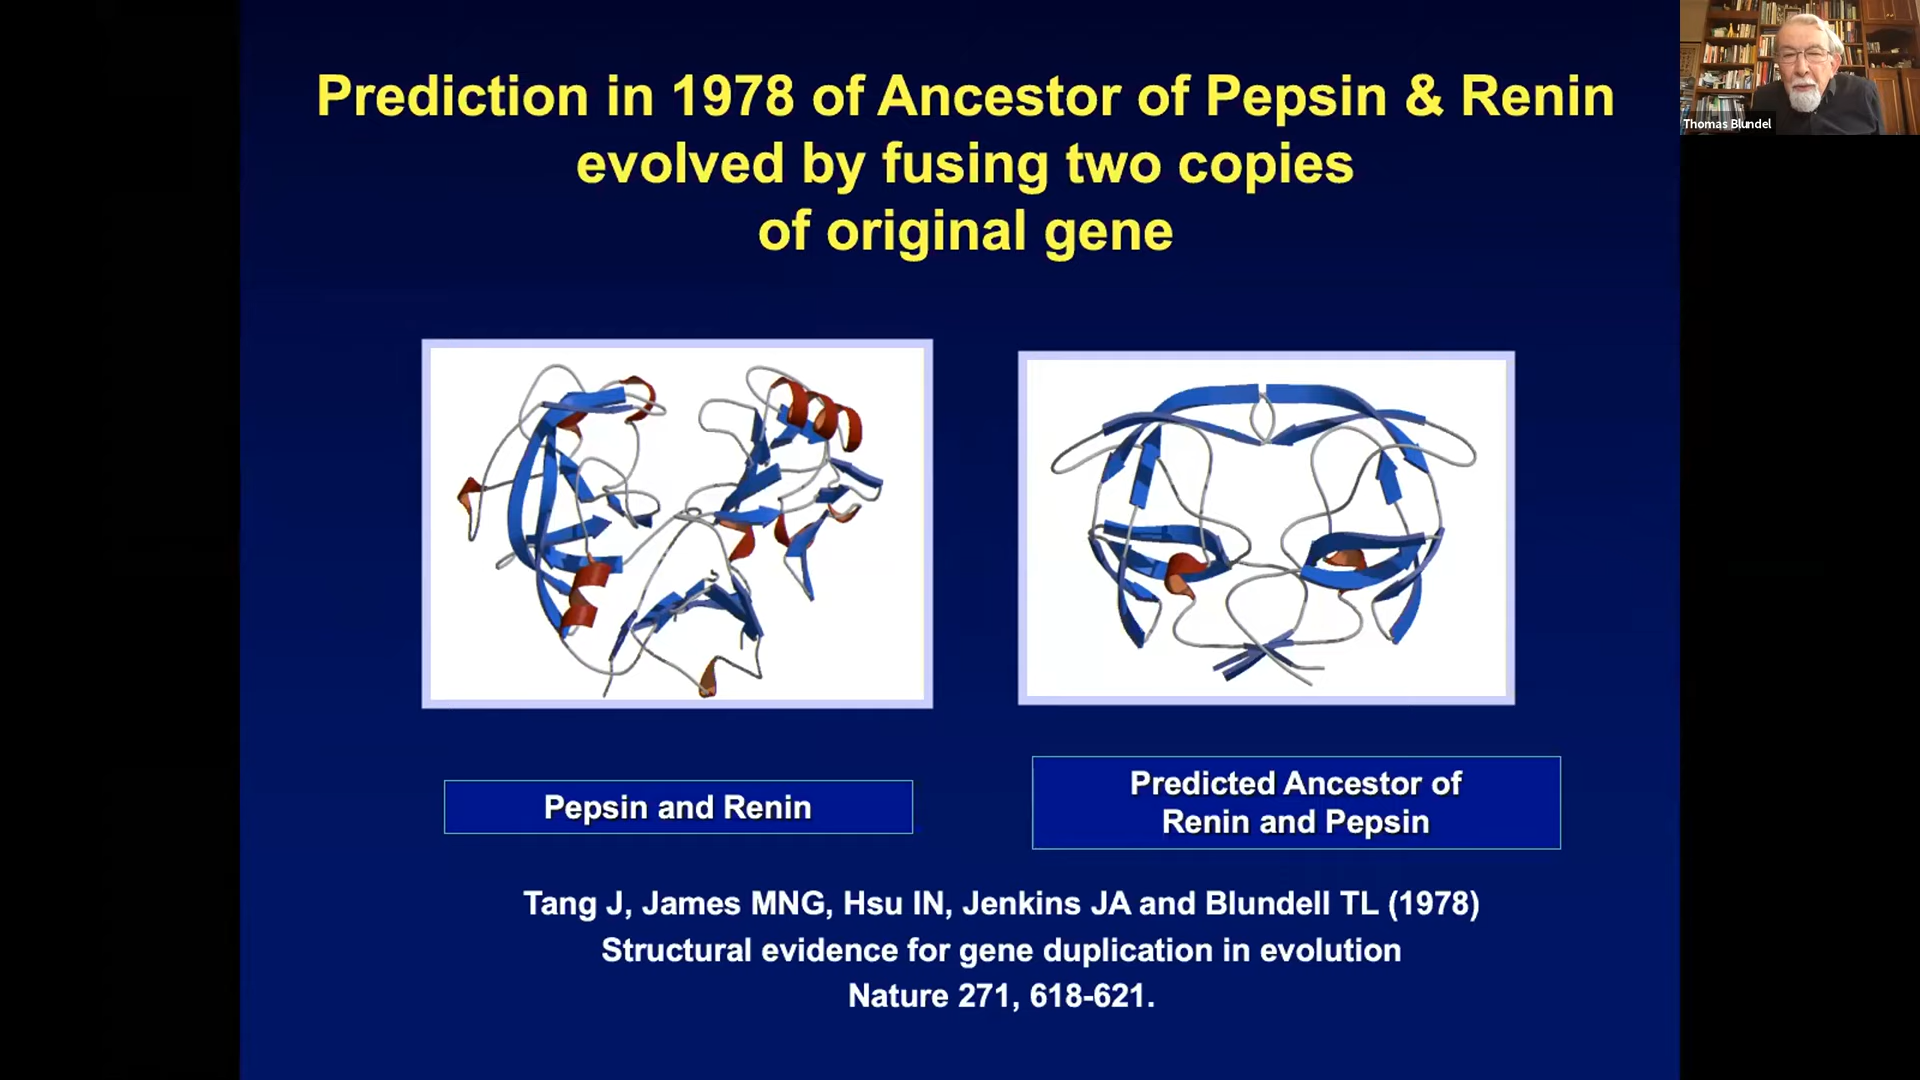 Prediction in 1978 of Ancestor of Pepsin & Renin
evolved by fusing two copies
of original gene
Thomas Blundel
Pepsin and Renin
Predicted Ancestor of
Renin and Pepsin
Tang J, James MNG, Hsu IN, Jenkins JA and Blundell TL (1978)
Structural evidence for gene duplication in evolution
Nature 271, 618-621.